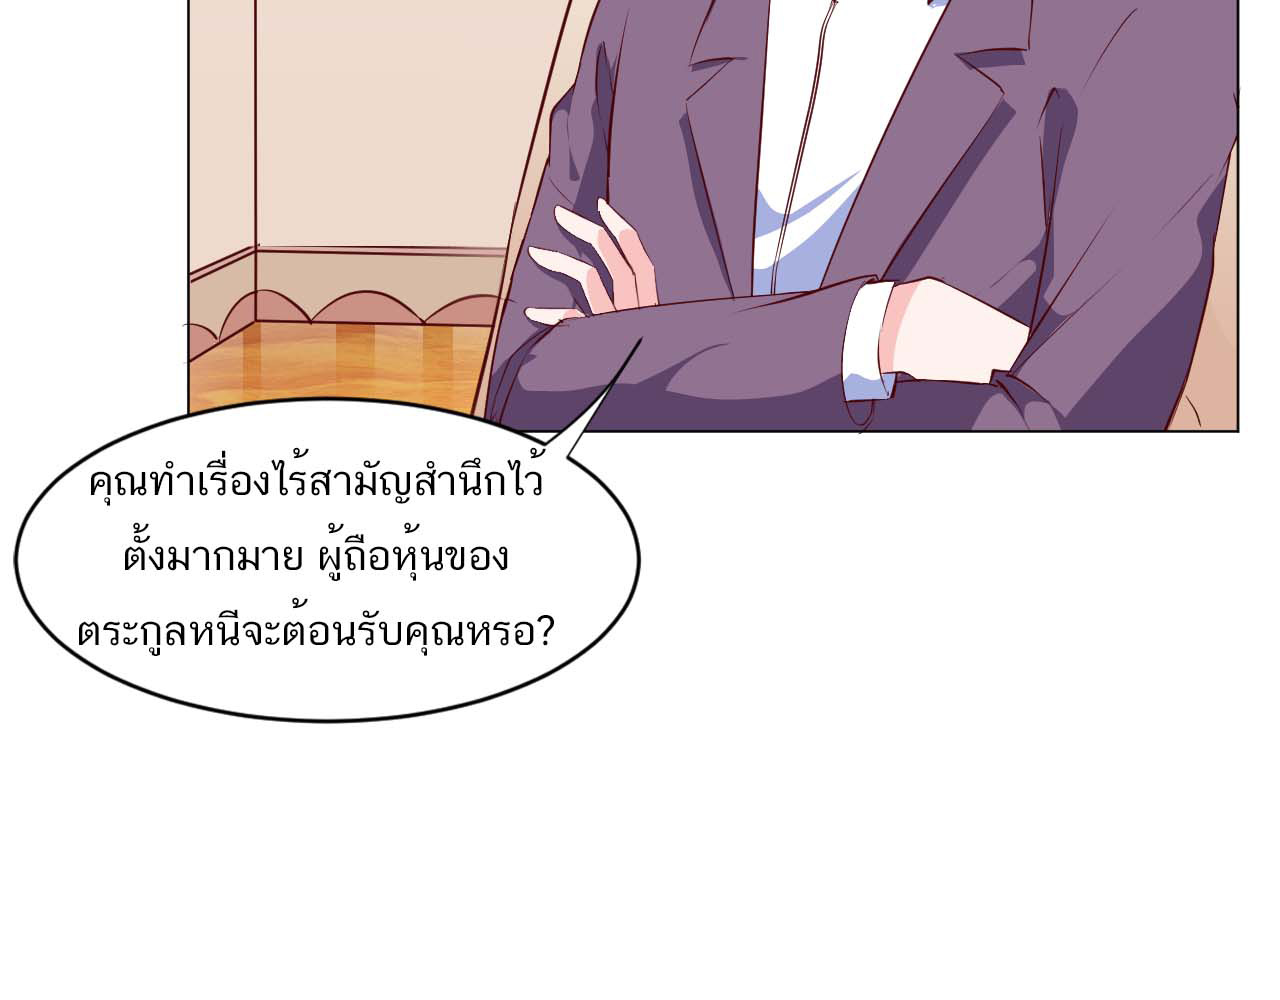 คุณทำเรื่องไร้สามัญสำนึกไว้
ตั้งมากมาย ผู้ถือหุ้นของ
ตระกูลหนีจะต้อนรับคุณหรอ?